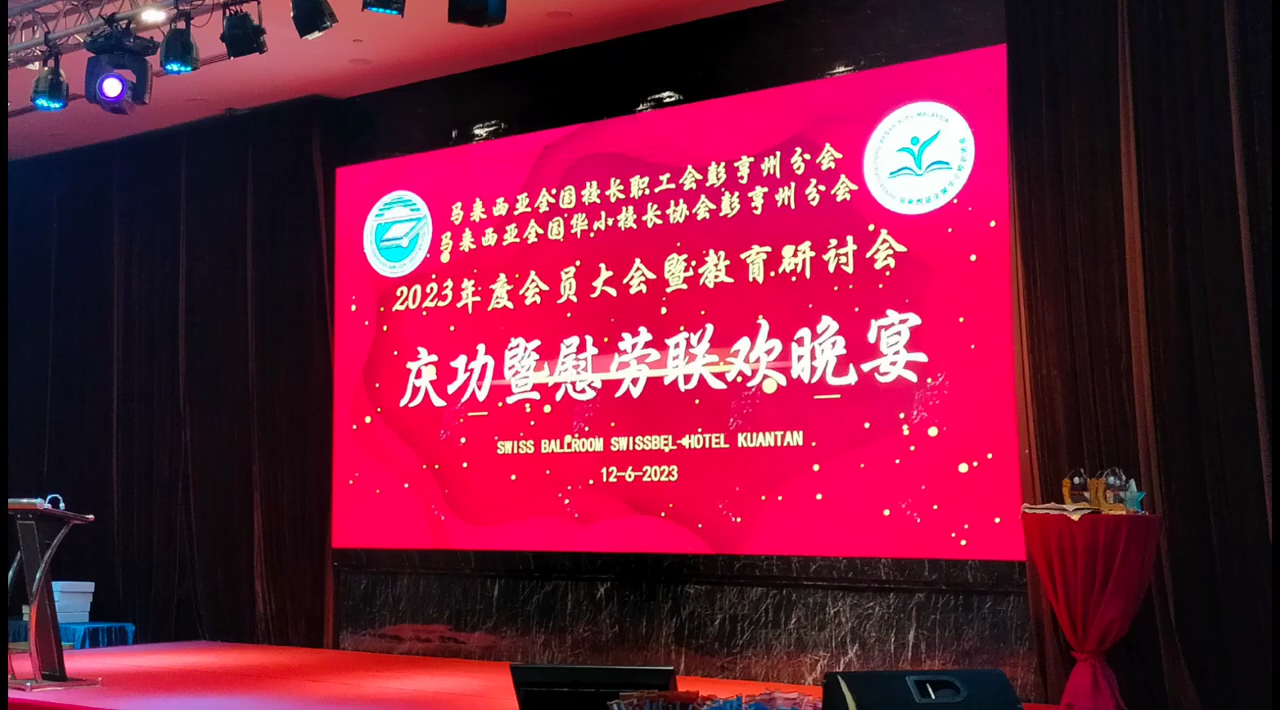 马来西亚全国校长职工会彭亨州分会
马来西亚全国华小校长协会彭亨州分会
2023年度会员大会暨教育研讨会
庆功暨慰劳联欢晚宴
SWISS BALLROOM SWISSBEL-HOTEL KUANTAN
12-6-2023